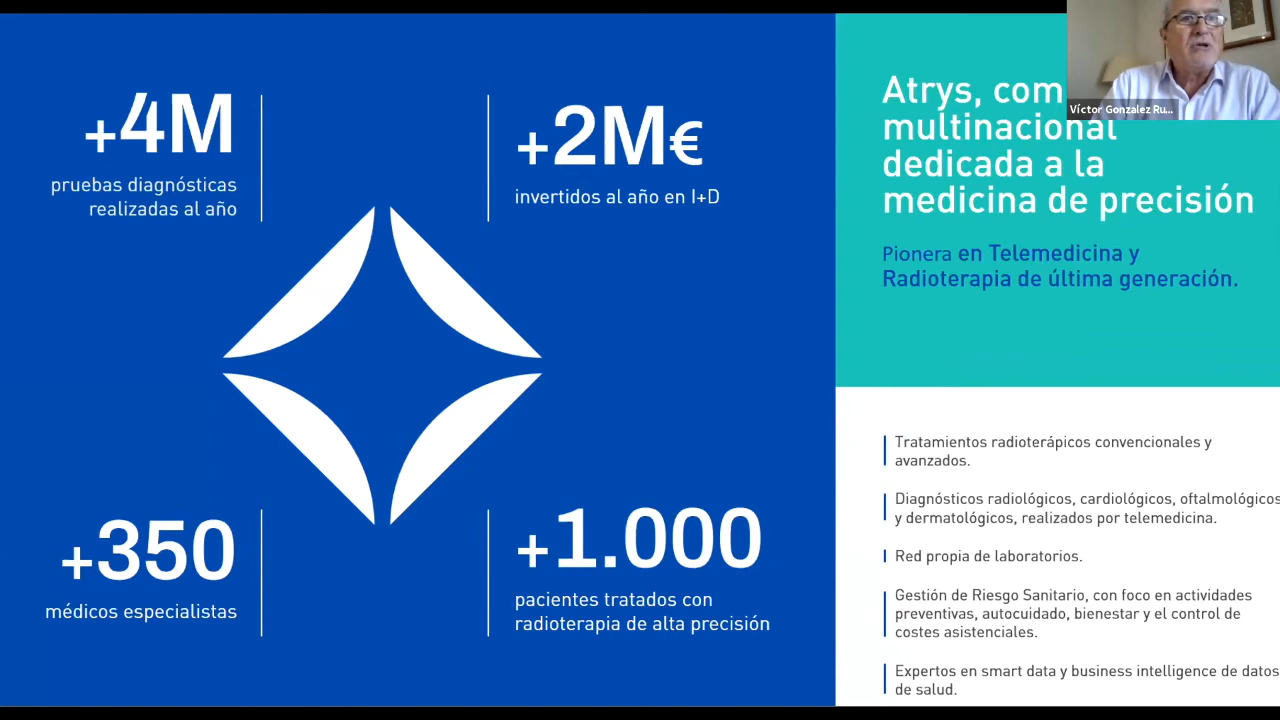 +4M
pruebas diagnósticas
realizadas al año
+2M€
invertidos al año en I+D
+350
médicos especialistas
+1.000
pacientes tratados con
radioterapia de alta precisión
Atrys, com
multinacional
dedicada a la
medicina de precisión
Pionera en Telemedicina y
Radioterapia de última generación.
Víctor Gonzalez Ru...
Tratamientos radioterápicos convencionales y
avanzados.
Diagnósticos radiológicos, cardiológicos, oftalmológicos
y dermatológicos, realizados por telemedicina.
Red propia de laboratorios.
Gestión de Riesgo Sanitario, con foco en actividades
preventivas, autocuidado, bienestar y el control de
costes asistenciales.
Expertos en smart data y business intelligence de datos
de salud.